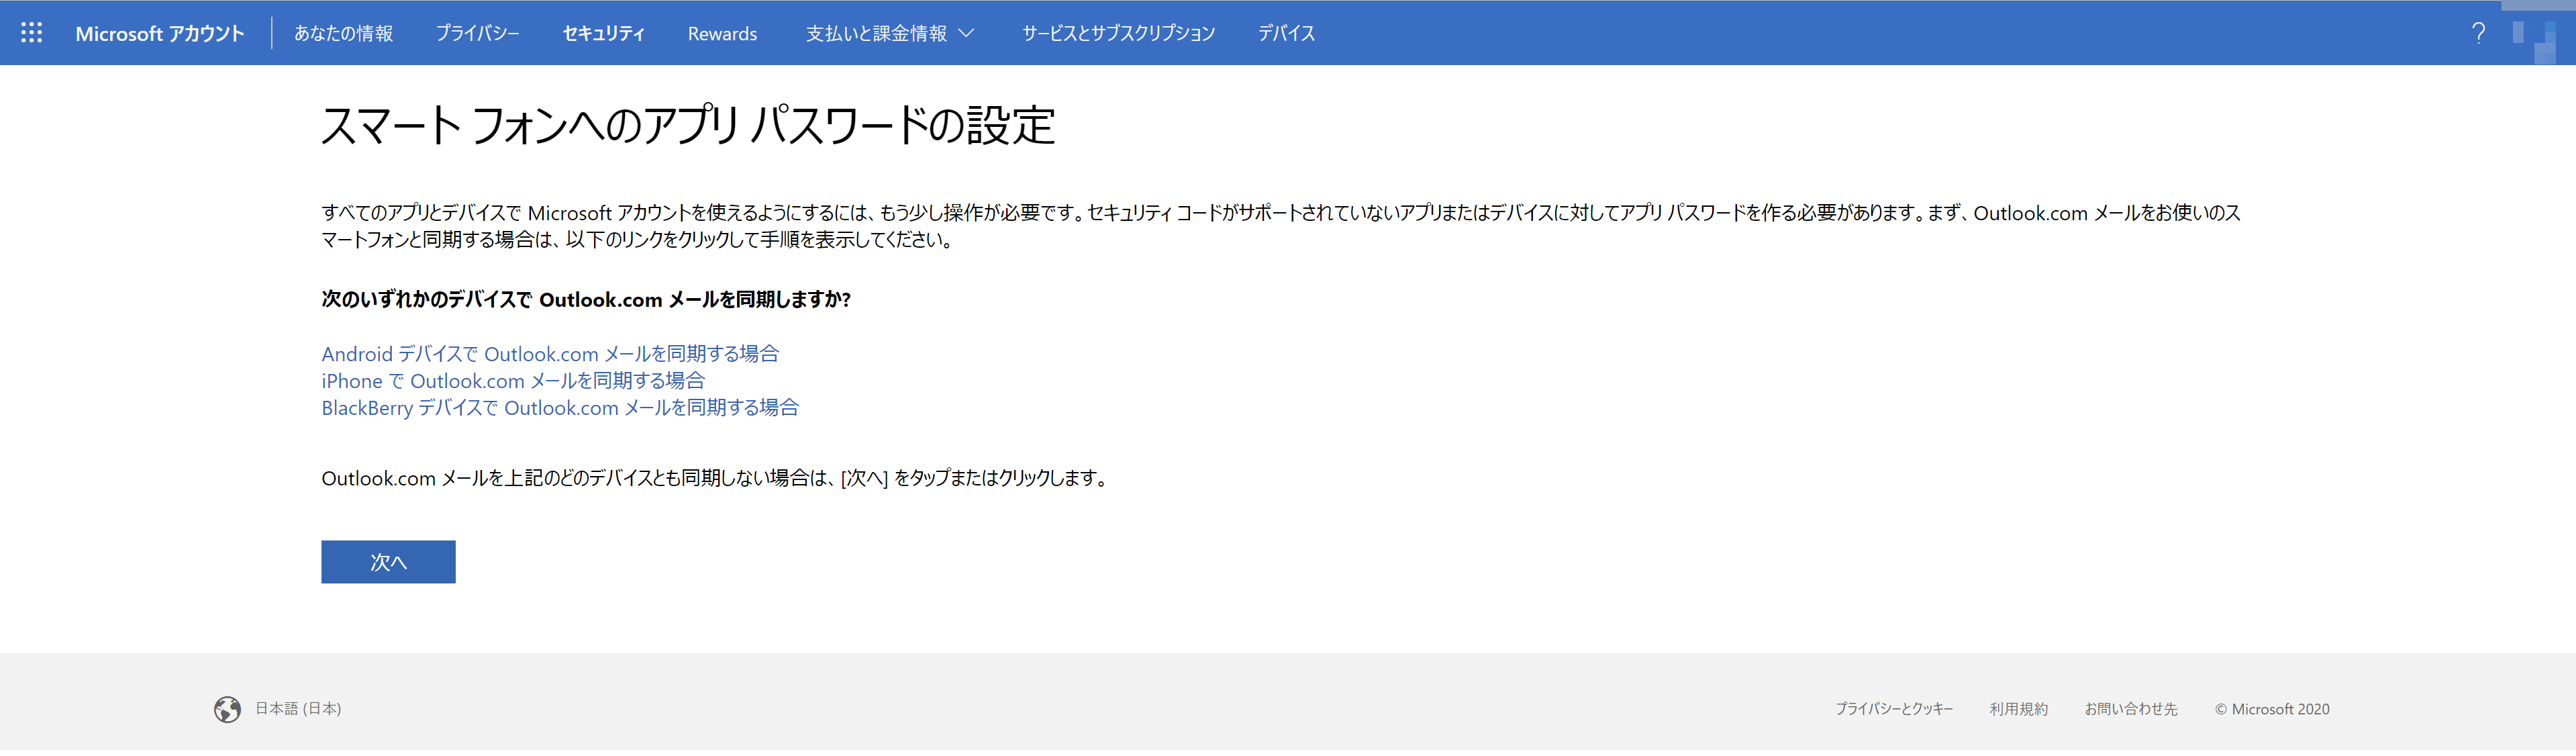 Microsoft アカウント あなたの情報 プライバシー セキュリティ Rewards 支払いと課金情報 サービスとサブスクリプション デバイス ?
スマート フォンへのアプリ パスワードの設定
すべてのアプリとデバイスで Microsoft アカウントを使えるようにするには、もう少し操作が必要です。セキュリティ コードがサポートされていないアプリまたはデバイスに対してアプリ パスワードを作る必要があります。まず、Outlook.com メールをお使いのス
マートフォンと同期する場合は、以下のリンクをクリックして手順を表示してください。
次のいずれかのデバイスで Outlook.com メールを同期しますか?
Android デバイスで Outlook.com メールを同期する場合
iPhone で Outlook.com メールを同期する場合
BlackBerry デバイスで Outlook.com メールを同期する場合
Outlook.com メールを上記のどのデバイスとも同期しない場合は、[次へ] をタップまたはクリックします。
次へ
日本語 (日本) プライバシーとクッキー 利用規約 お問い合わせ先 © Microsoft 2020